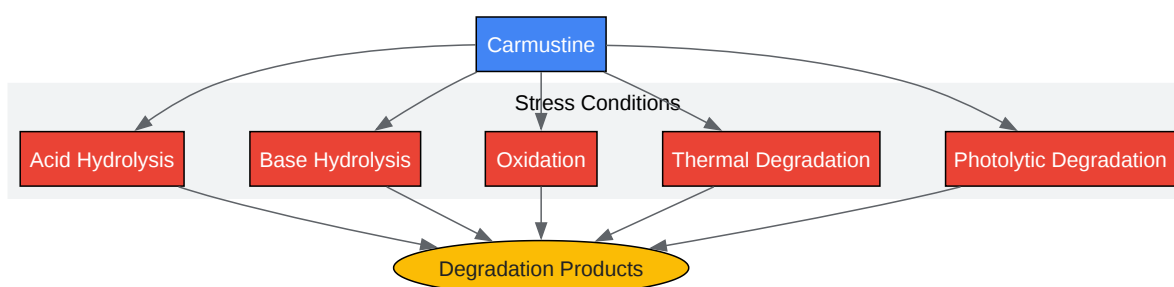 Carmustine
Stress Conditions
Acid Hydrolysis
Base Hydrolysis
Oxidation
Thermal Degradation
Photolytic Degradation
Degradation Products